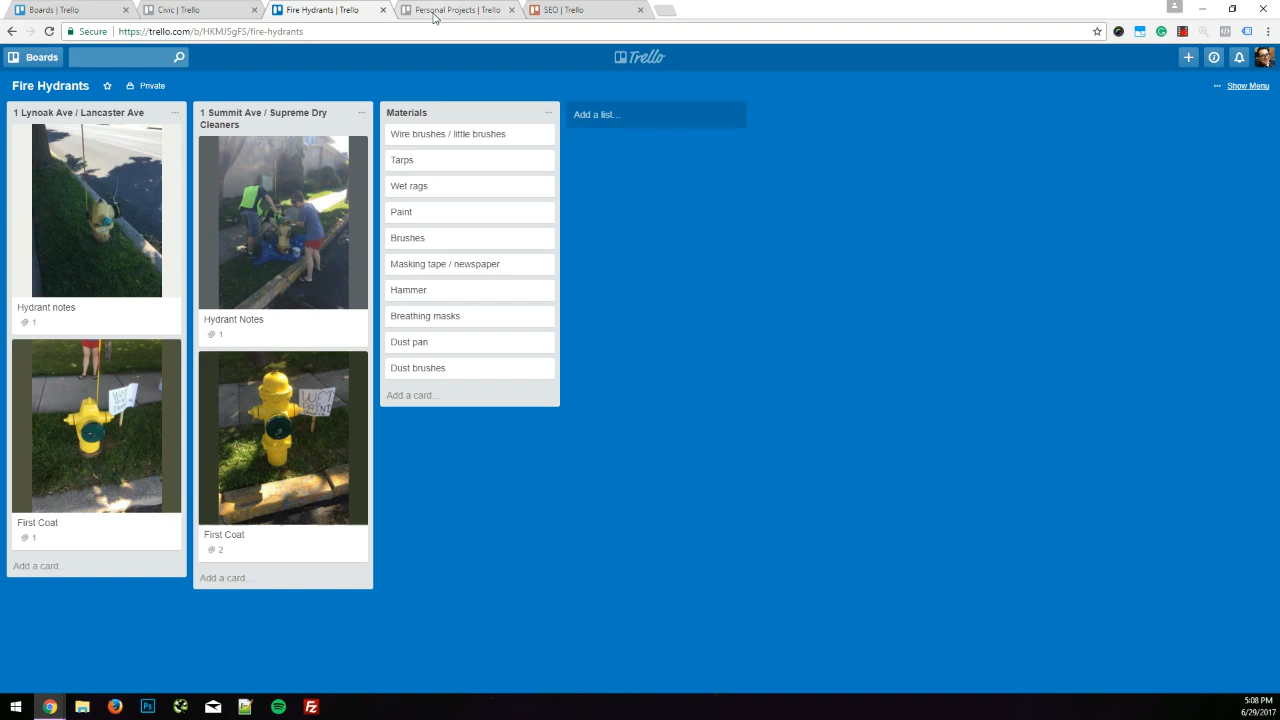 Boards | Trello
Civic | Trello
Fire Hydrants | Trello
Personal Projects | Trello
SEO | Trello
Secure
https://trello.com/b/HKMJ5gFS/fire-hydrants
Boards
Trello
Fire Hydrants
Private
Show Menu
1 Lynoak Ave / Lancaster Ave
Hydrant notes
1
First Coat
1
Add a card...
1 Summit Ave / Supreme Dry
Cleaners
Hydrant Notes
1
WET
PAINT
First Coat
2
Add a card...
Materials
Wire brushes / little brushes
Tarps
Wet rags
Paint
Brushes
Masking tape / newspaper
Hammer
Breathing masks
Dust pan
Dust brushes
Add a card...
Add a list...
5:08 PM
6/29/2017